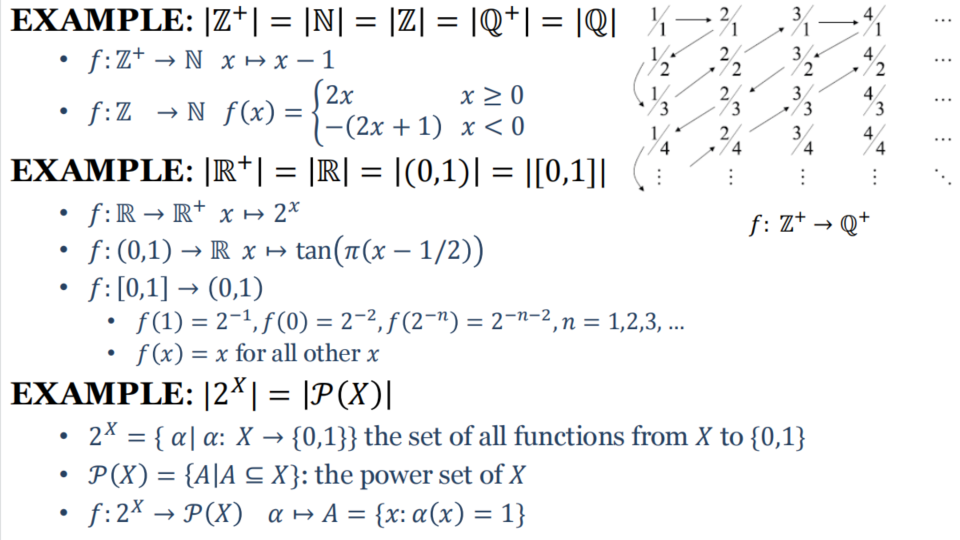 EXAMPLE: |ℤ⁺| = |ℕ| = |ℤ| = |ℚ⁺| = |ℚ|
• f: ℤ⁺ → ℕ x ↦ x − 1
• f: ℤ → ℕ f(x) = { 2x x ≥ 0
−(2x + 1) x < 0
1/1 2/1 3/1 4/1 ⋯
1/2 2/2 3/2 4/2 ⋯
1/3 2/3 3/3 4/3 ⋯
1/4 2/4 3/4 4/4 ⋯
⋮ ⋮ ⋮ ⋮ ⋱
f: ℤ⁺ → ℚ⁺
EXAMPLE: |ℝ⁺| = |ℝ| = |(0,1)| = |[0,1]|
• f: ℝ → ℝ⁺ x ↦ 2ˣ
• f: (0,1) → ℝ x ↦ tan(π(x − 1/2))
• f: [0,1] → (0,1)
• f(1) = 2⁻¹, f(0) = 2⁻², f(2⁻ⁿ) = 2⁻ⁿ⁻², n = 1,2,3, …
• f(x) = x for all other x
EXAMPLE: |2ˣ| = |𝒫(X)|
• 2ˣ = { α| α: X → {0,1}} the set of all functions from X to {0,1}
• 𝒫(X) = {A|A ⊆ X}: the power set of X
• f: 2ˣ → 𝒫(X) α ↦ A = {x: α(x) = 1}